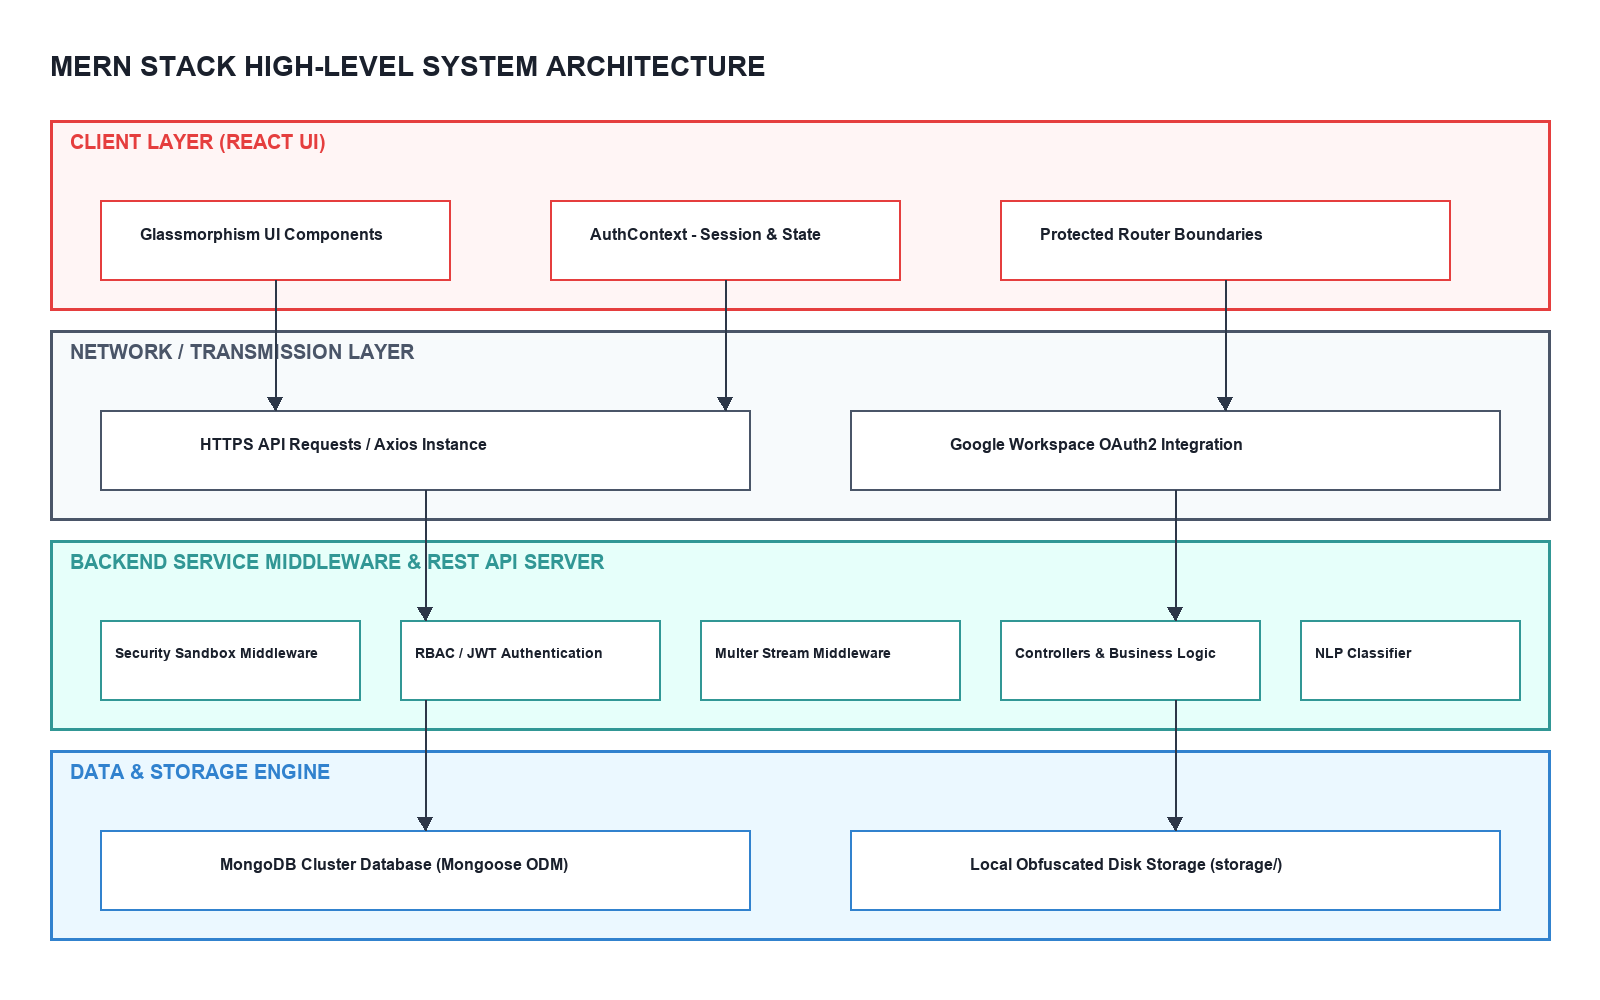 MERN STACK HIGH-LEVEL SYSTEM ARCHITECTURE
CLIENT LAYER (REACT UI)
Glassmorphism UI Components
AuthContext - Session & State
Protected Router Boundaries
NETWORK / TRANSMISSION LAYER
HTTPS API Requests / Axios Instance
Google Workspace OAuth2 Integration
BACKEND SERVICE MIDDLEWARE & REST API SERVER
Security Sandbox Middleware
RBAC / JWT Authentication
Multer Stream Middleware
Controllers & Business Logic
NLP Classifier
DATA & STORAGE ENGINE
MongoDB Cluster Database (Mongoose ODM)
Local Obfuscated Disk Storage (storage/)